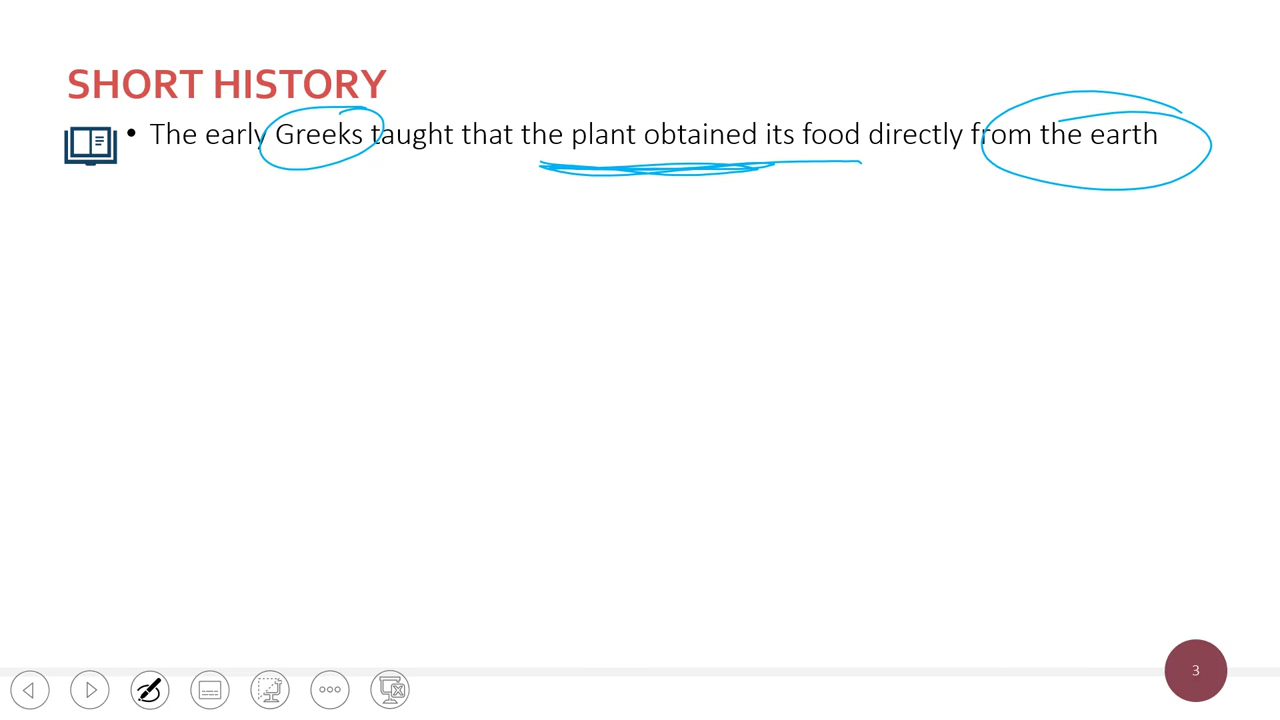 SHORT HISTORY
• The early Greeks taught that the plant obtained its food directly from the earth
3